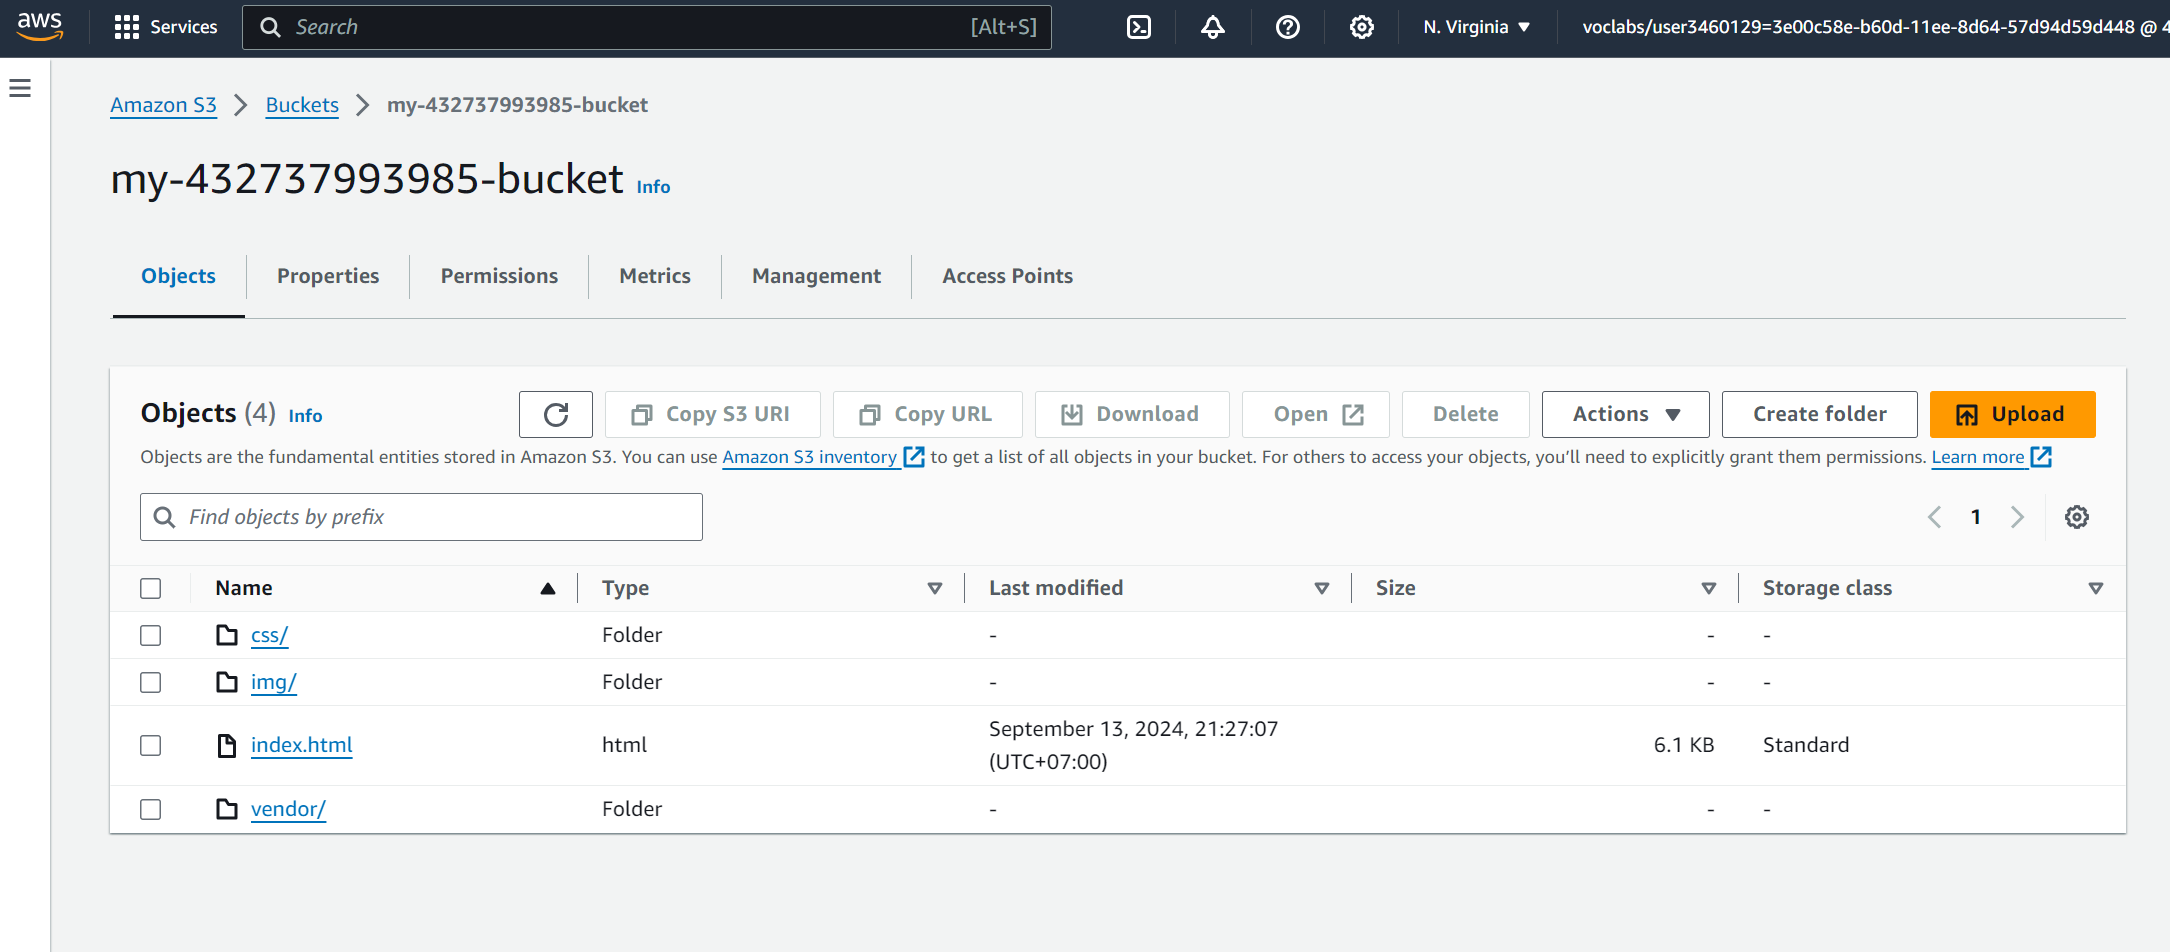 aws Services Search [Alt+S] N. Virginia voclabs/user3460129=3e00c58e-b60d-11ee-8d64-57d94d59d448 @ 4
Amazon S3 Buckets my-432737993985-bucket
my-432737993985-bucket Info
Objects Properties Permissions Metrics Management Access Points
Objects (4) Info Copy S3 URI Copy URL Download Open Delete Actions Create folder Upload
Objects are the fundamental entities stored in Amazon S3. You can use Amazon S3 inventory to get a list of all objects in your bucket. For others to access your objects, you’ll need to explicitly grant them permissions. Learn more
Find objects by prefix 1
Name Type Last modified Size Storage class
css/ Folder - - -
img/ Folder - - -
index.html html September 13, 2024, 21:27:07 (UTC+07:00) 6.1 KB Standard
vendor/ Folder - - -